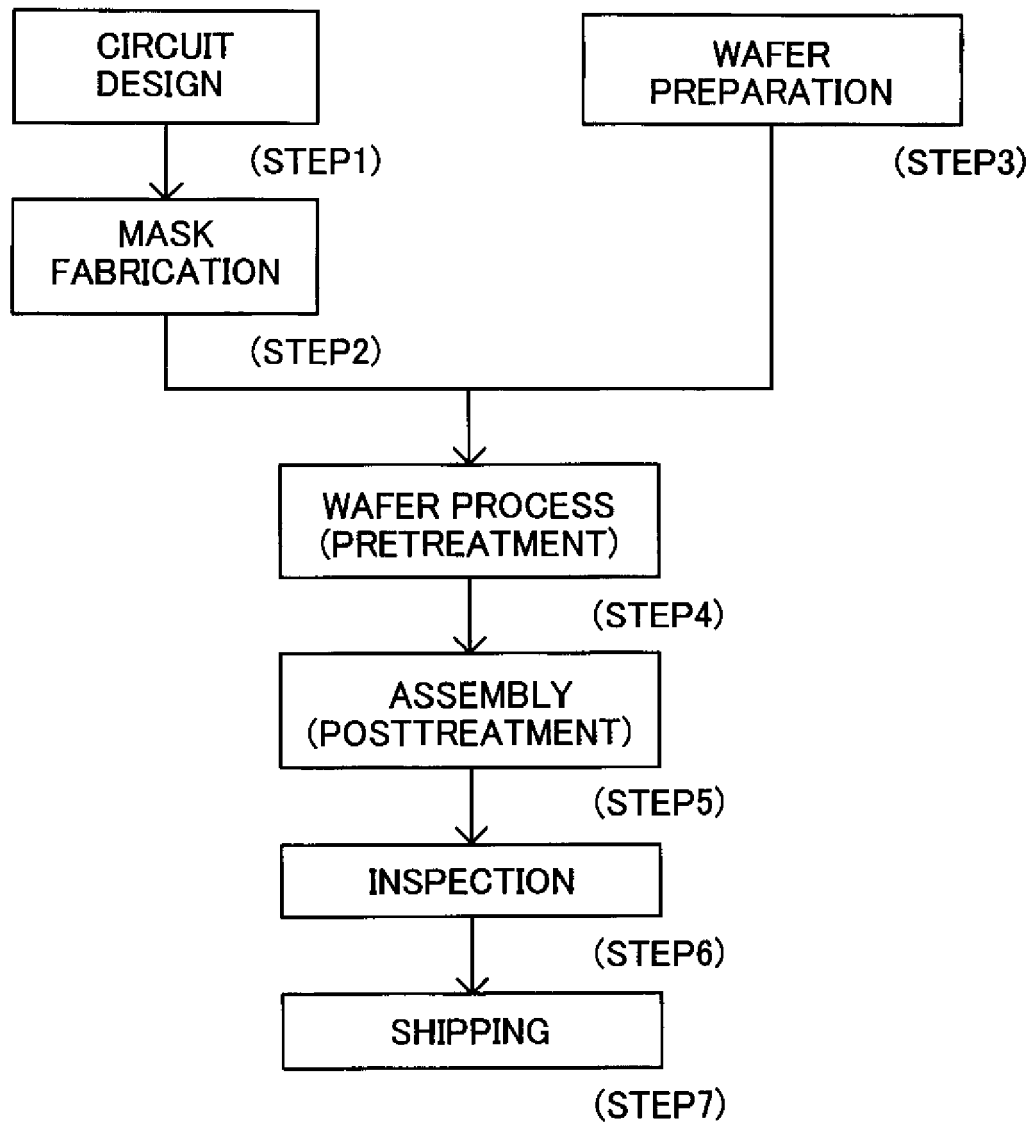 CIRCUIT
DESIGN
(STEP1)
MASK
FABRICATION
(STEP2)
WAFER
PREPARATION
(STEP3)
WAFER PROCESS
(PRETREATMENT)
(STEP4)
ASSEMBLY
(POSTTREATMENT)
(STEP5)
INSPECTION
(STEP6)
SHIPPING
(STEP7)